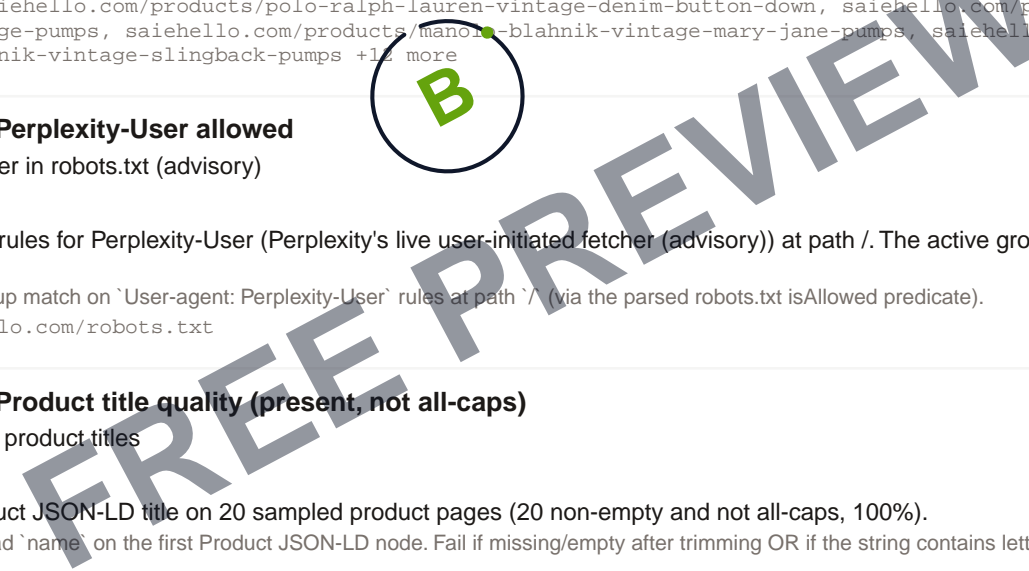 iehello.com/products/polo-ralph-lauren-vintage-denim-button-down, saiehello.com/p
ge-pumps, saiehello.com/products/manolo-blahnik-vintage-mary-jane-pumps, saiehell
nik-vintage-slingback-pumps +12 more
B
Perplexity-User allowed
er in robots.txt (advisory)
rules for Perplexity-User (Perplexity's live user-initiated fetcher (advisory)) at path /. The active gro
up match on `User-agent: Perplexity-User` rules at path `/` (via the parsed robots.txt isAllowed predicate).
lo.com/robots.txt
FREE PREVIEW
Product title quality (present, not all-caps)
product titles
uct JSON-LD title on 20 sampled product pages (20 non-empty and not all-caps, 100%).
d `name` on the first Product JSON-LD node. Fail if missing/empty after trimming OR if the string contains lett